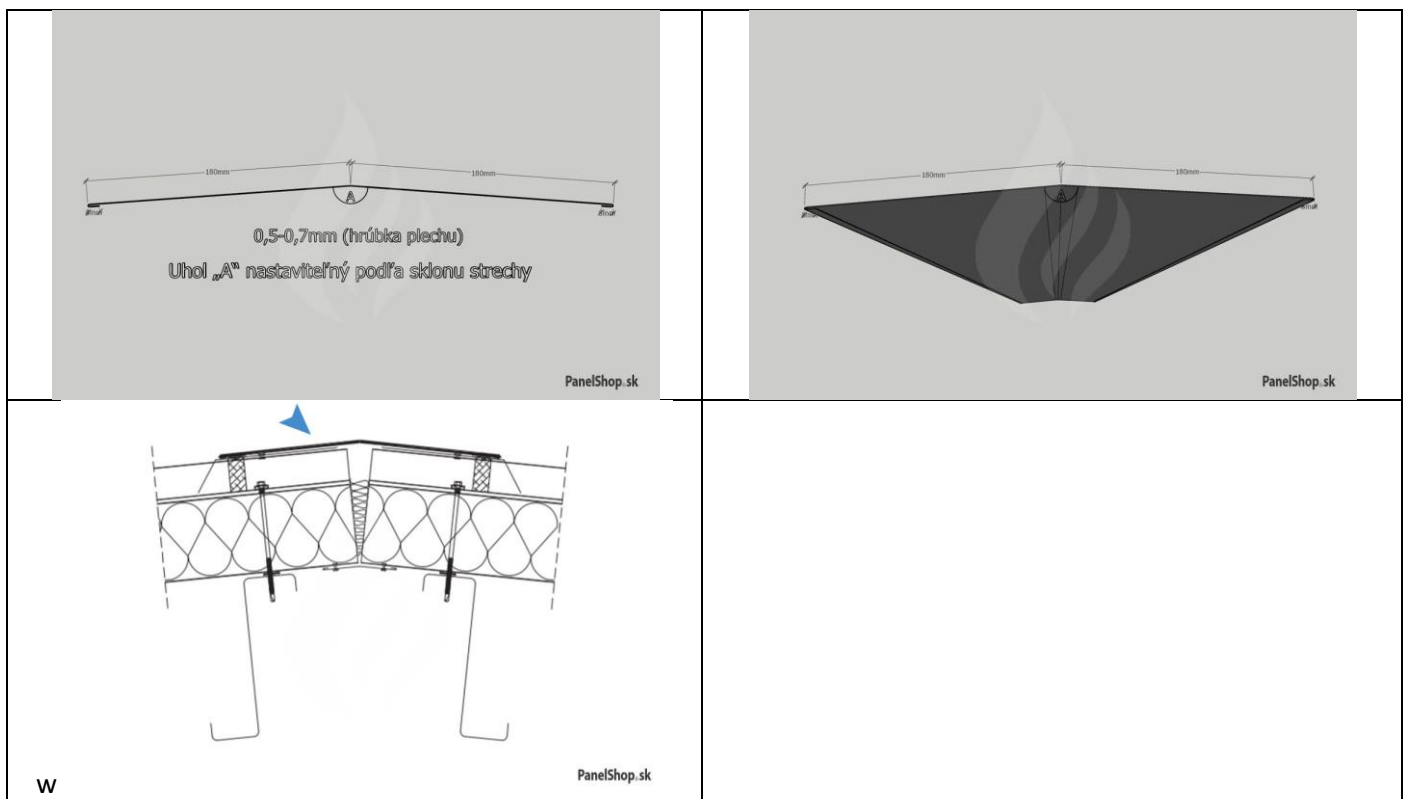 180mm
180mm
A
0,5-0,7mm (hrúbka plechu)
Uhol „A“ nastaviteľný podľa sklonu strechy
PanelShop.sk
180mm
180mm
A
PanelShop.sk
PanelShop.sk
w